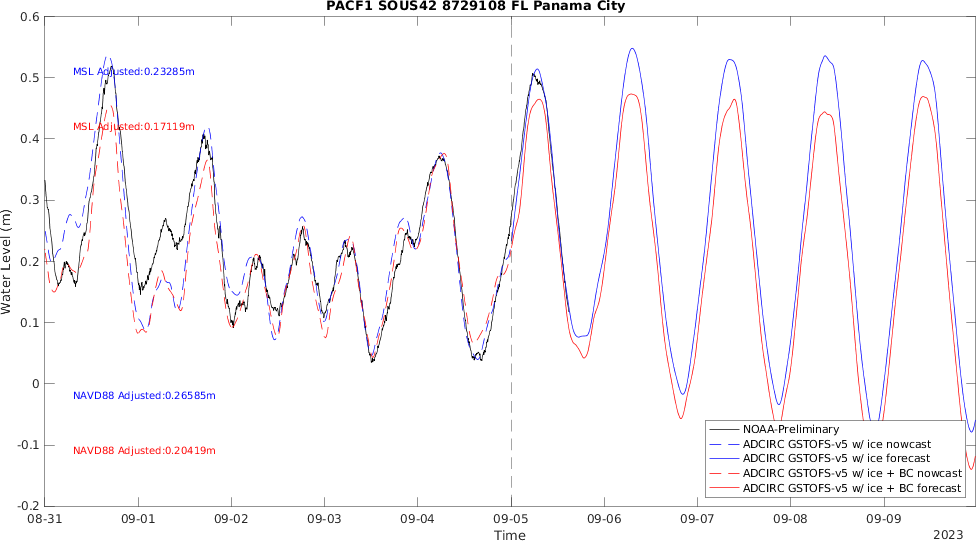 PACF1 SOUS42 8729108 FL Panama City
0.6
0.5
0.4
0.3
0.2
0.1
0
-0.1
-0.2
Water Level (m)
MSL Adjusted:0.23285m
MSL Adjusted:0.17119m
NAVD88 Adjusted:0.26585m
NAVD88 Adjusted:0.20419m
NOAA-Preliminary
ADCIRC GSTOFS-v5 w/ ice nowcast
ADCIRC GSTOFS-v5 w/ ice forecast
ADCIRC GSTOFS-v5 w/ ice + BC nowcast
ADCIRC GSTOFS-v5 w/ ice + BC forecast
08-31 09-01 09-02 09-03 09-04 09-05 09-06 09-07 09-08 09-09
Time
2023